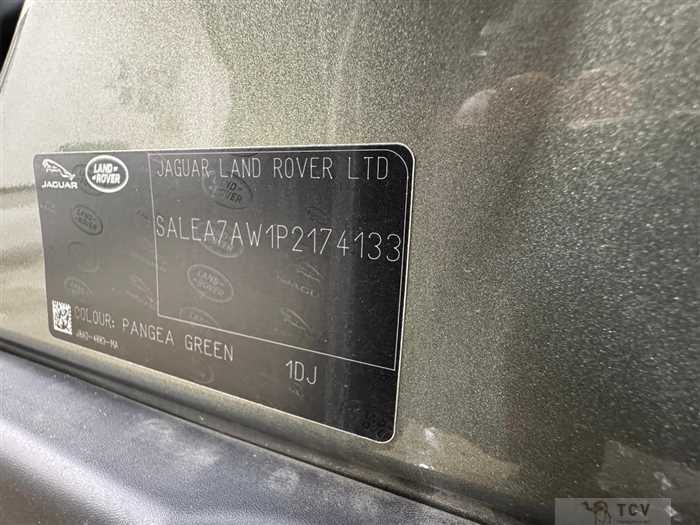 JAGUAR
LAND ROVER
JAGUAR LAND ROVER LTD
SALEA7AW1P2174133
COLOUR: PANGEA GREEN
1DJ
TCV